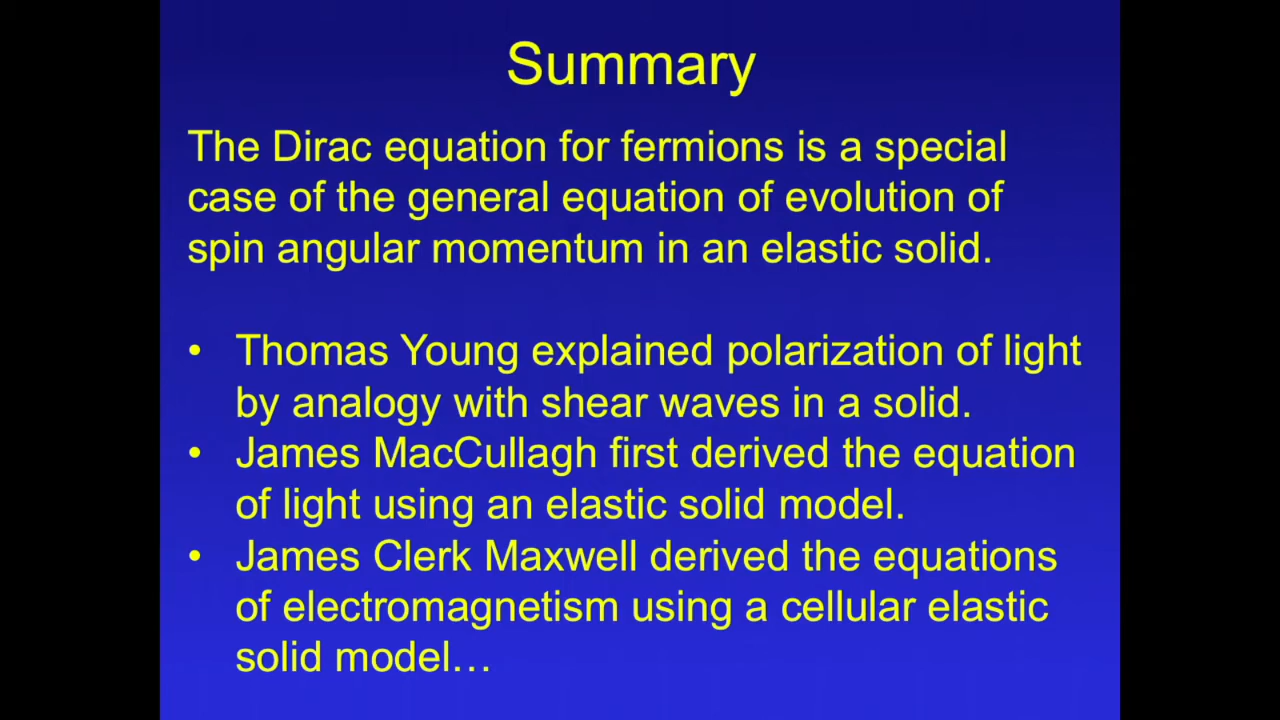 Summary
The Dirac equation for fermions is a special
case of the general equation of evolution of
spin angular momentum in an elastic solid.
• Thomas Young explained polarization of light
by analogy with shear waves in a solid.
• James MacCullagh first derived the equation
of light using an elastic solid model.
• James Clerk Maxwell derived the equations
of electromagnetism using a cellular elastic
solid model…